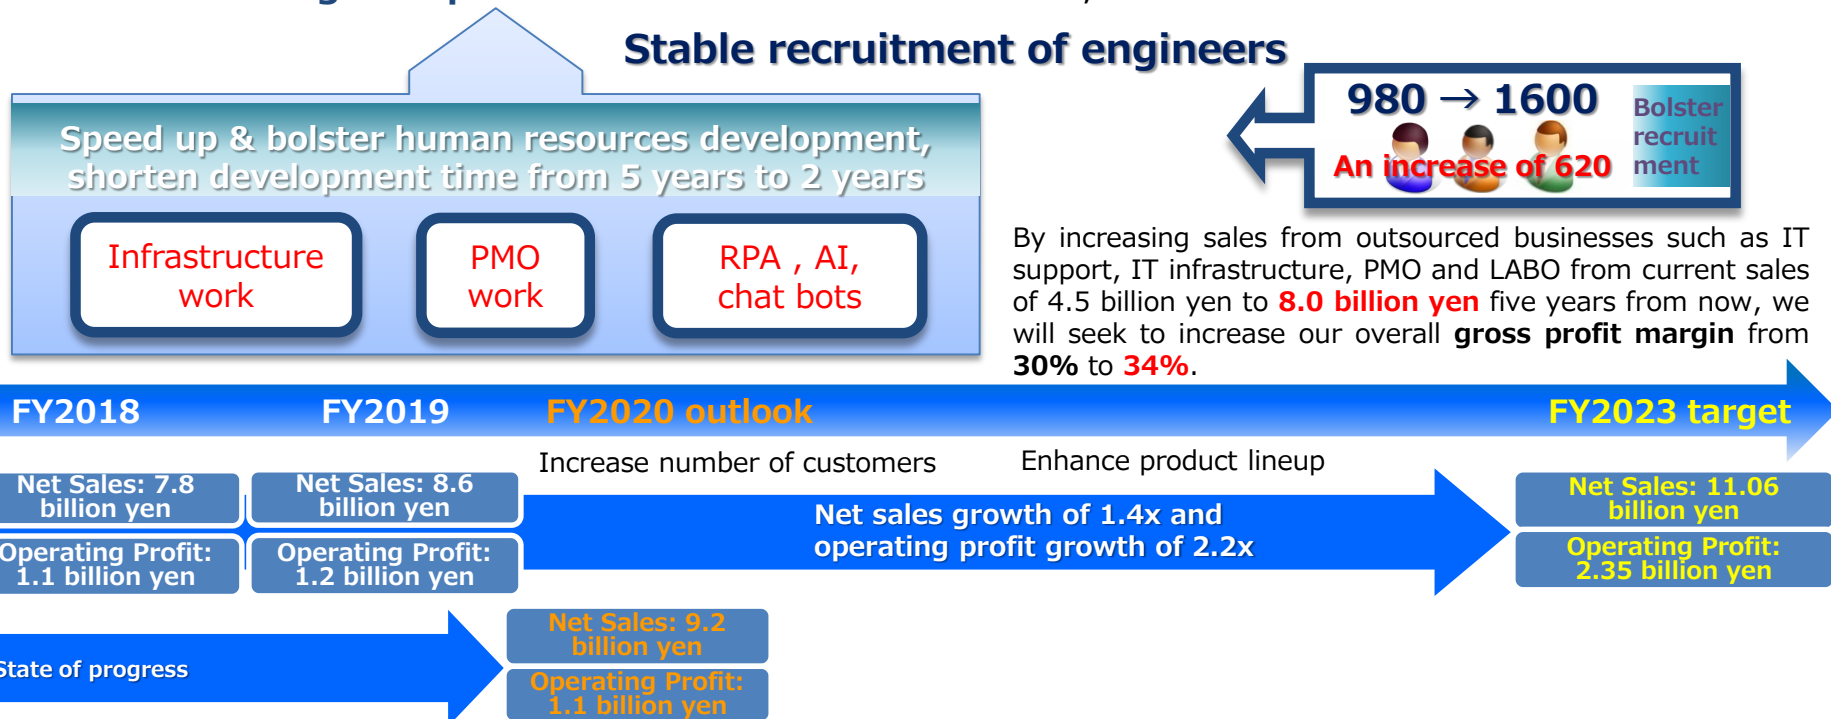 Stable recruitment of engineers
980 → 1600
An increase of 620
Bolster
recruit
ment
Speed up & bolster human resources development,
shorten development time from 5 years to 2 years
Infrastructure
work
PMO
work
RPA , AI,
chat bots
By increasing sales from outsourced businesses such as IT
support, IT infrastructure, PMO and LABO from current sales
of 4.5 billion yen to 8.0 billion yen five years from now, we
will seek to increase our overall gross profit margin from
30% to 34%.
FY2018
FY2019
FY2020 outlook
FY2023 target
Increase number of customers
Enhance product lineup
Net Sales: 7.8
billion yen
Operating Profit:
1.1 billion yen
Net Sales: 8.6
billion yen
Operating Profit:
1.2 billion yen
Net sales growth of 1.4x and
operating profit growth of 2.2x
Net Sales: 11.06
billion yen
Operating Profit:
2.35 billion yen
State of progress
Net Sales: 9.2
billion yen
Operating Profit:
1.1 billion yen